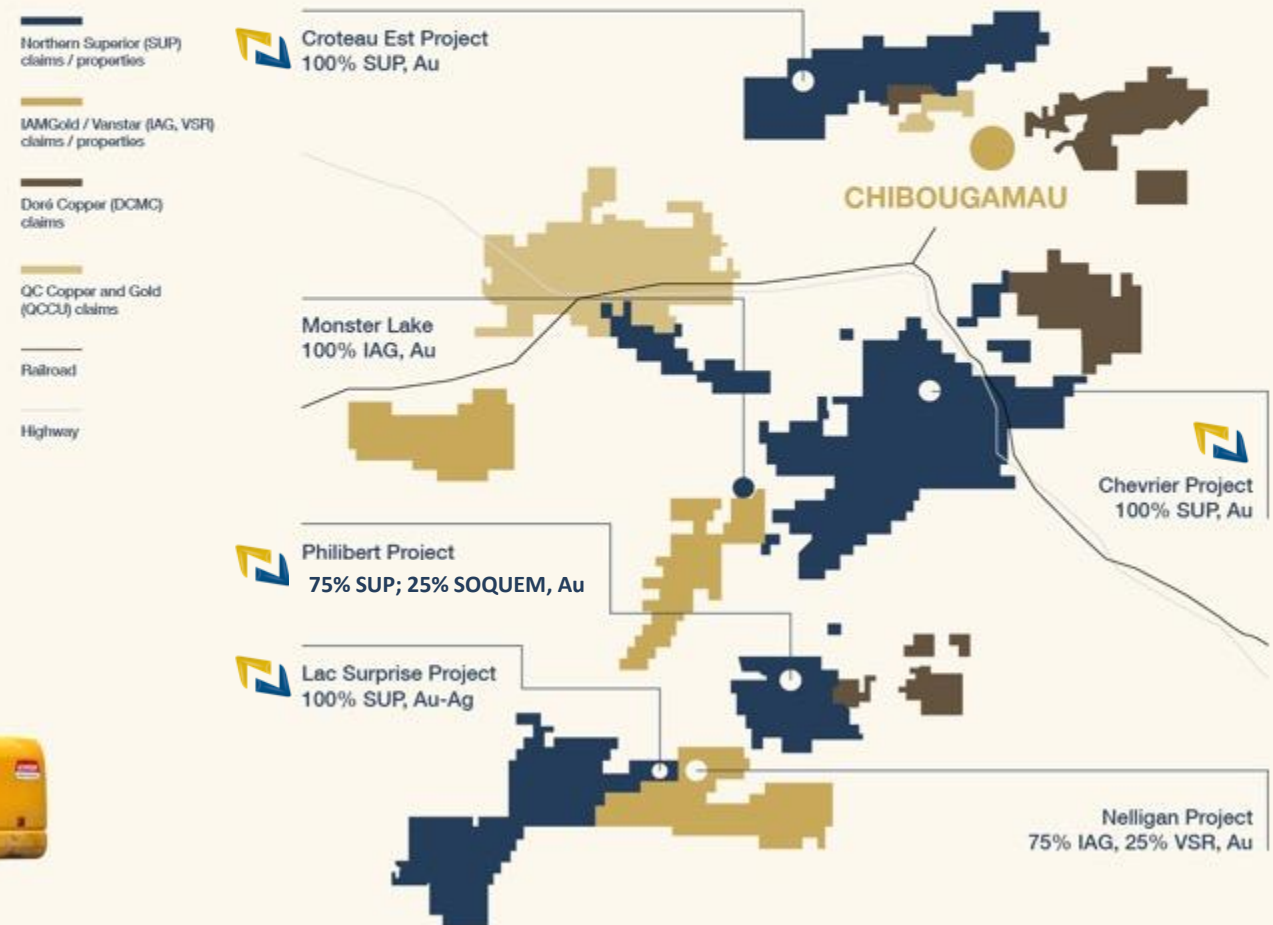 Northern Superior (SUP)
claims / properties
IAMGold / Vanstar (IAG, VSR)
claims / properties
Doré Copper (DCMC)
claims
QC Copper and Gold
(QCCU) claims
Railroad
Highway
Croteau Est Project
100% SUP, Au
CHIBOUGAMAU
Monster Lake
100% IAG, Au
Chevrier Project
100% SUP, Au
Philibert Project
75% SUP; 25% SOQUEM, Au
Lac Surprise Project
100% SUP, Au-Ag
Nelligan Project
75% IAG, 25% VSR, Au